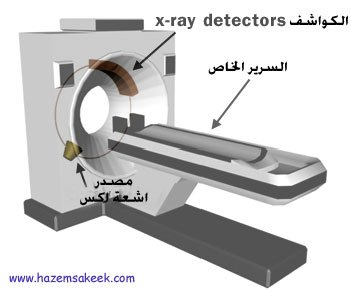 الكواشف x-ray detectors
السرير الخاص
مصدر
اشعة اكس
www.hazemsakeek.com